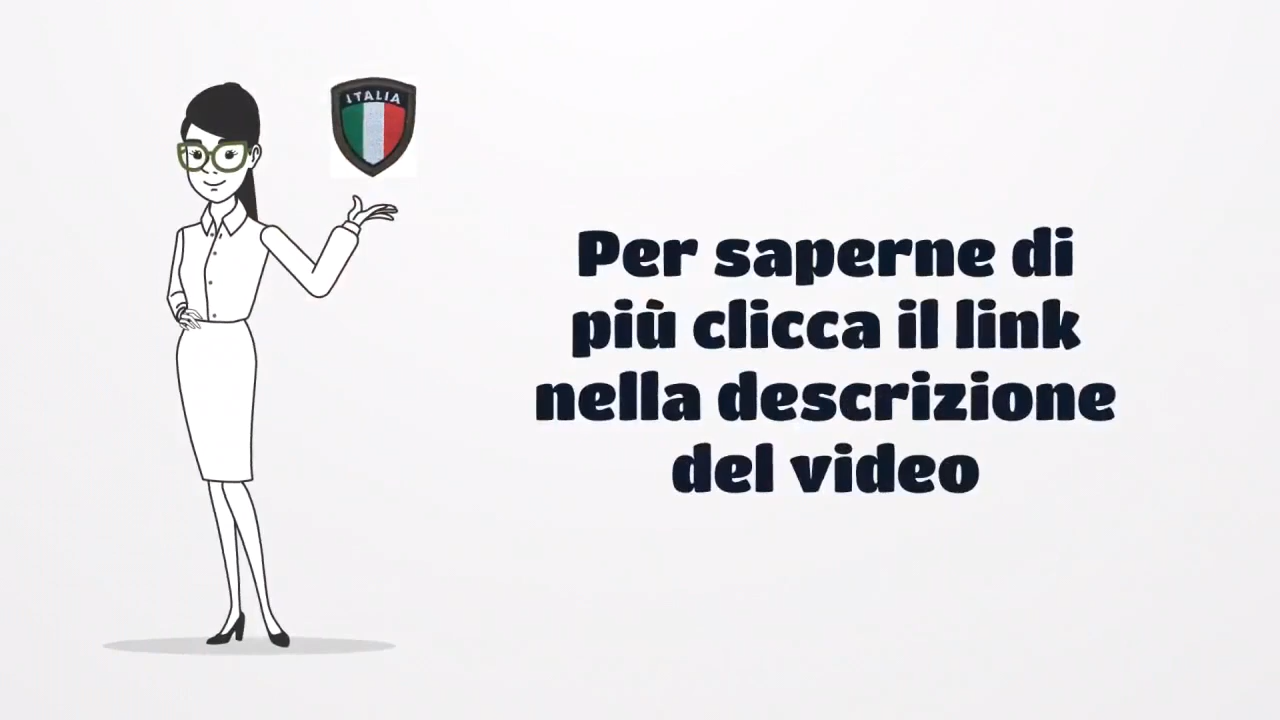 ITALIA
Per saperne di
più clicca il link
nella descrizione
del video